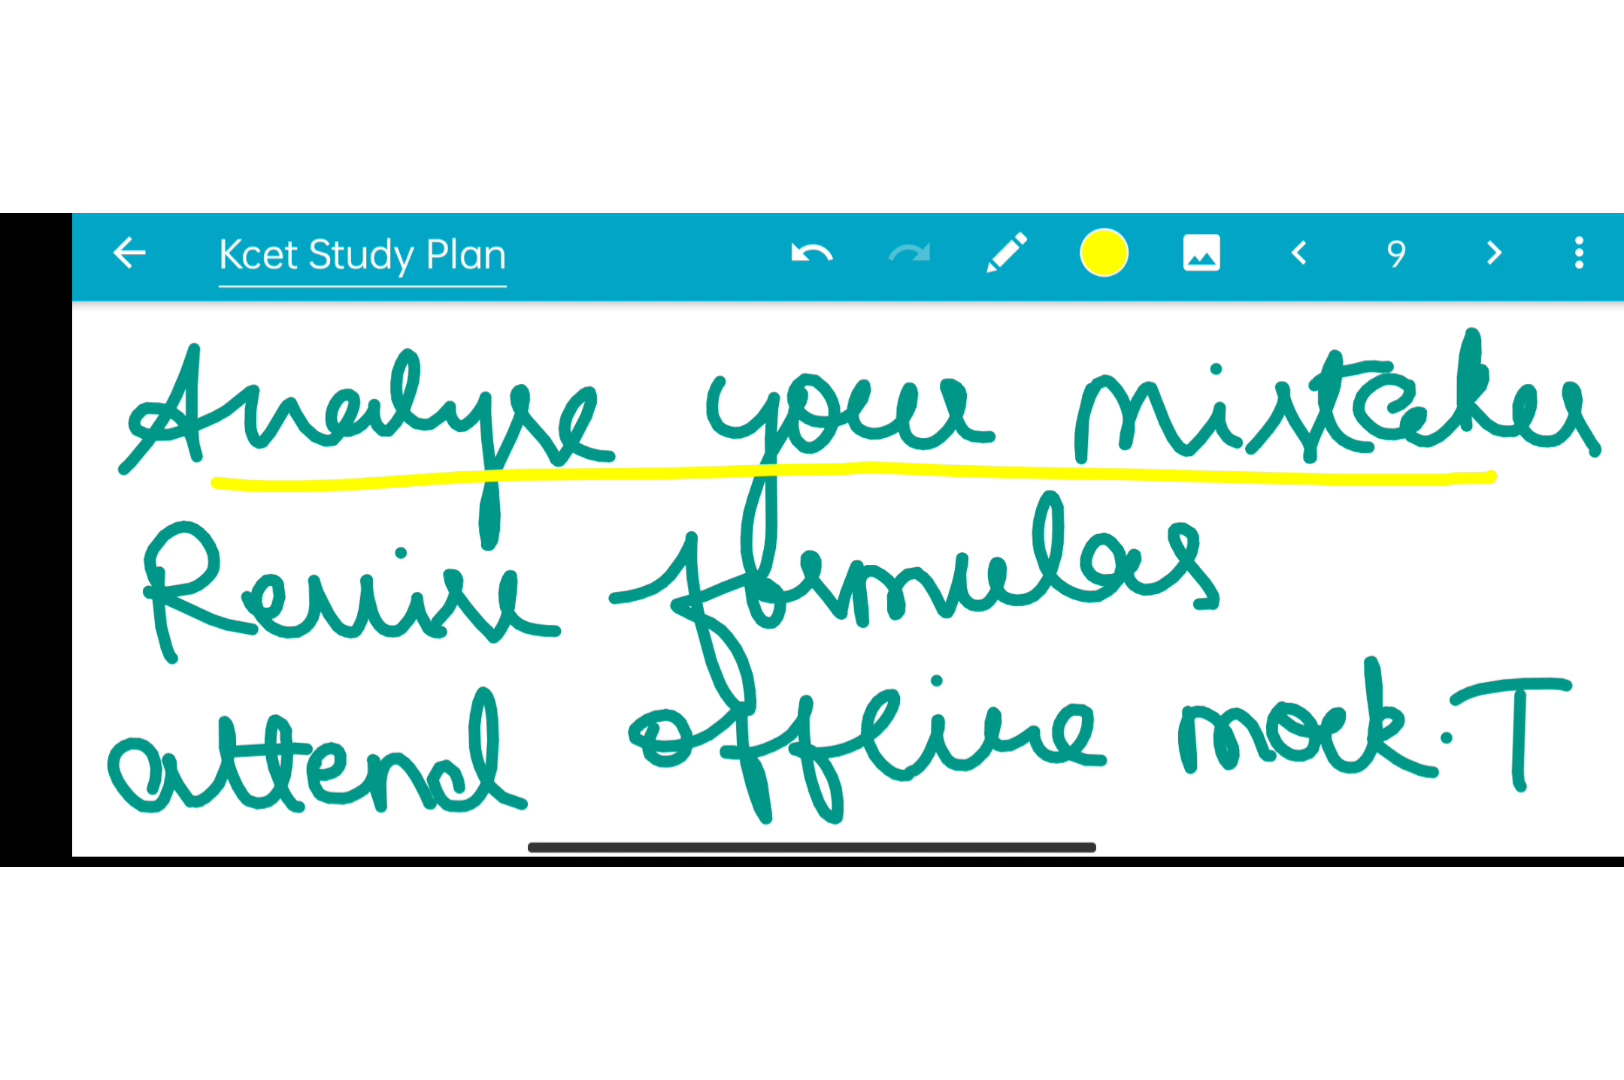 Kcet Study Plan 9
Analyse your mistakes
Revise formulas
attend offline mock.T